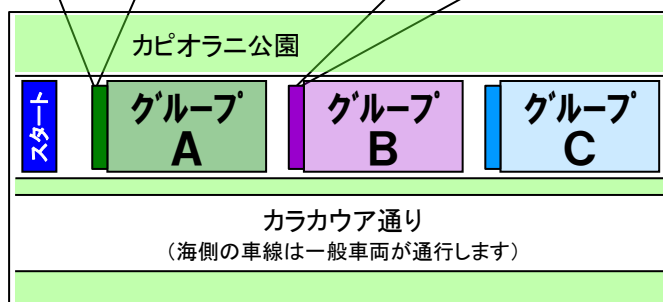 カピオラニ公園
スタート
グループ
A
グループ
B
グループ
C
カラカウア通り
(海側の車線は一般車両が通行します)